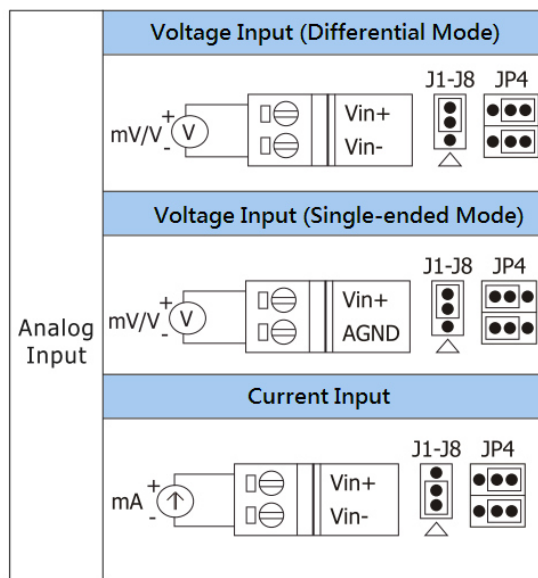 Voltage Input (Differential Mode)
J1-J8 JP4
mV/V + - V Vin+
Vin-
Voltage Input (Single-ended Mode)
J1-J8 JP4
mV/V + - V Vin+
AGND
Analog
Input
Current Input
J1-J8 JP4
mA + - Vin+
Vin-